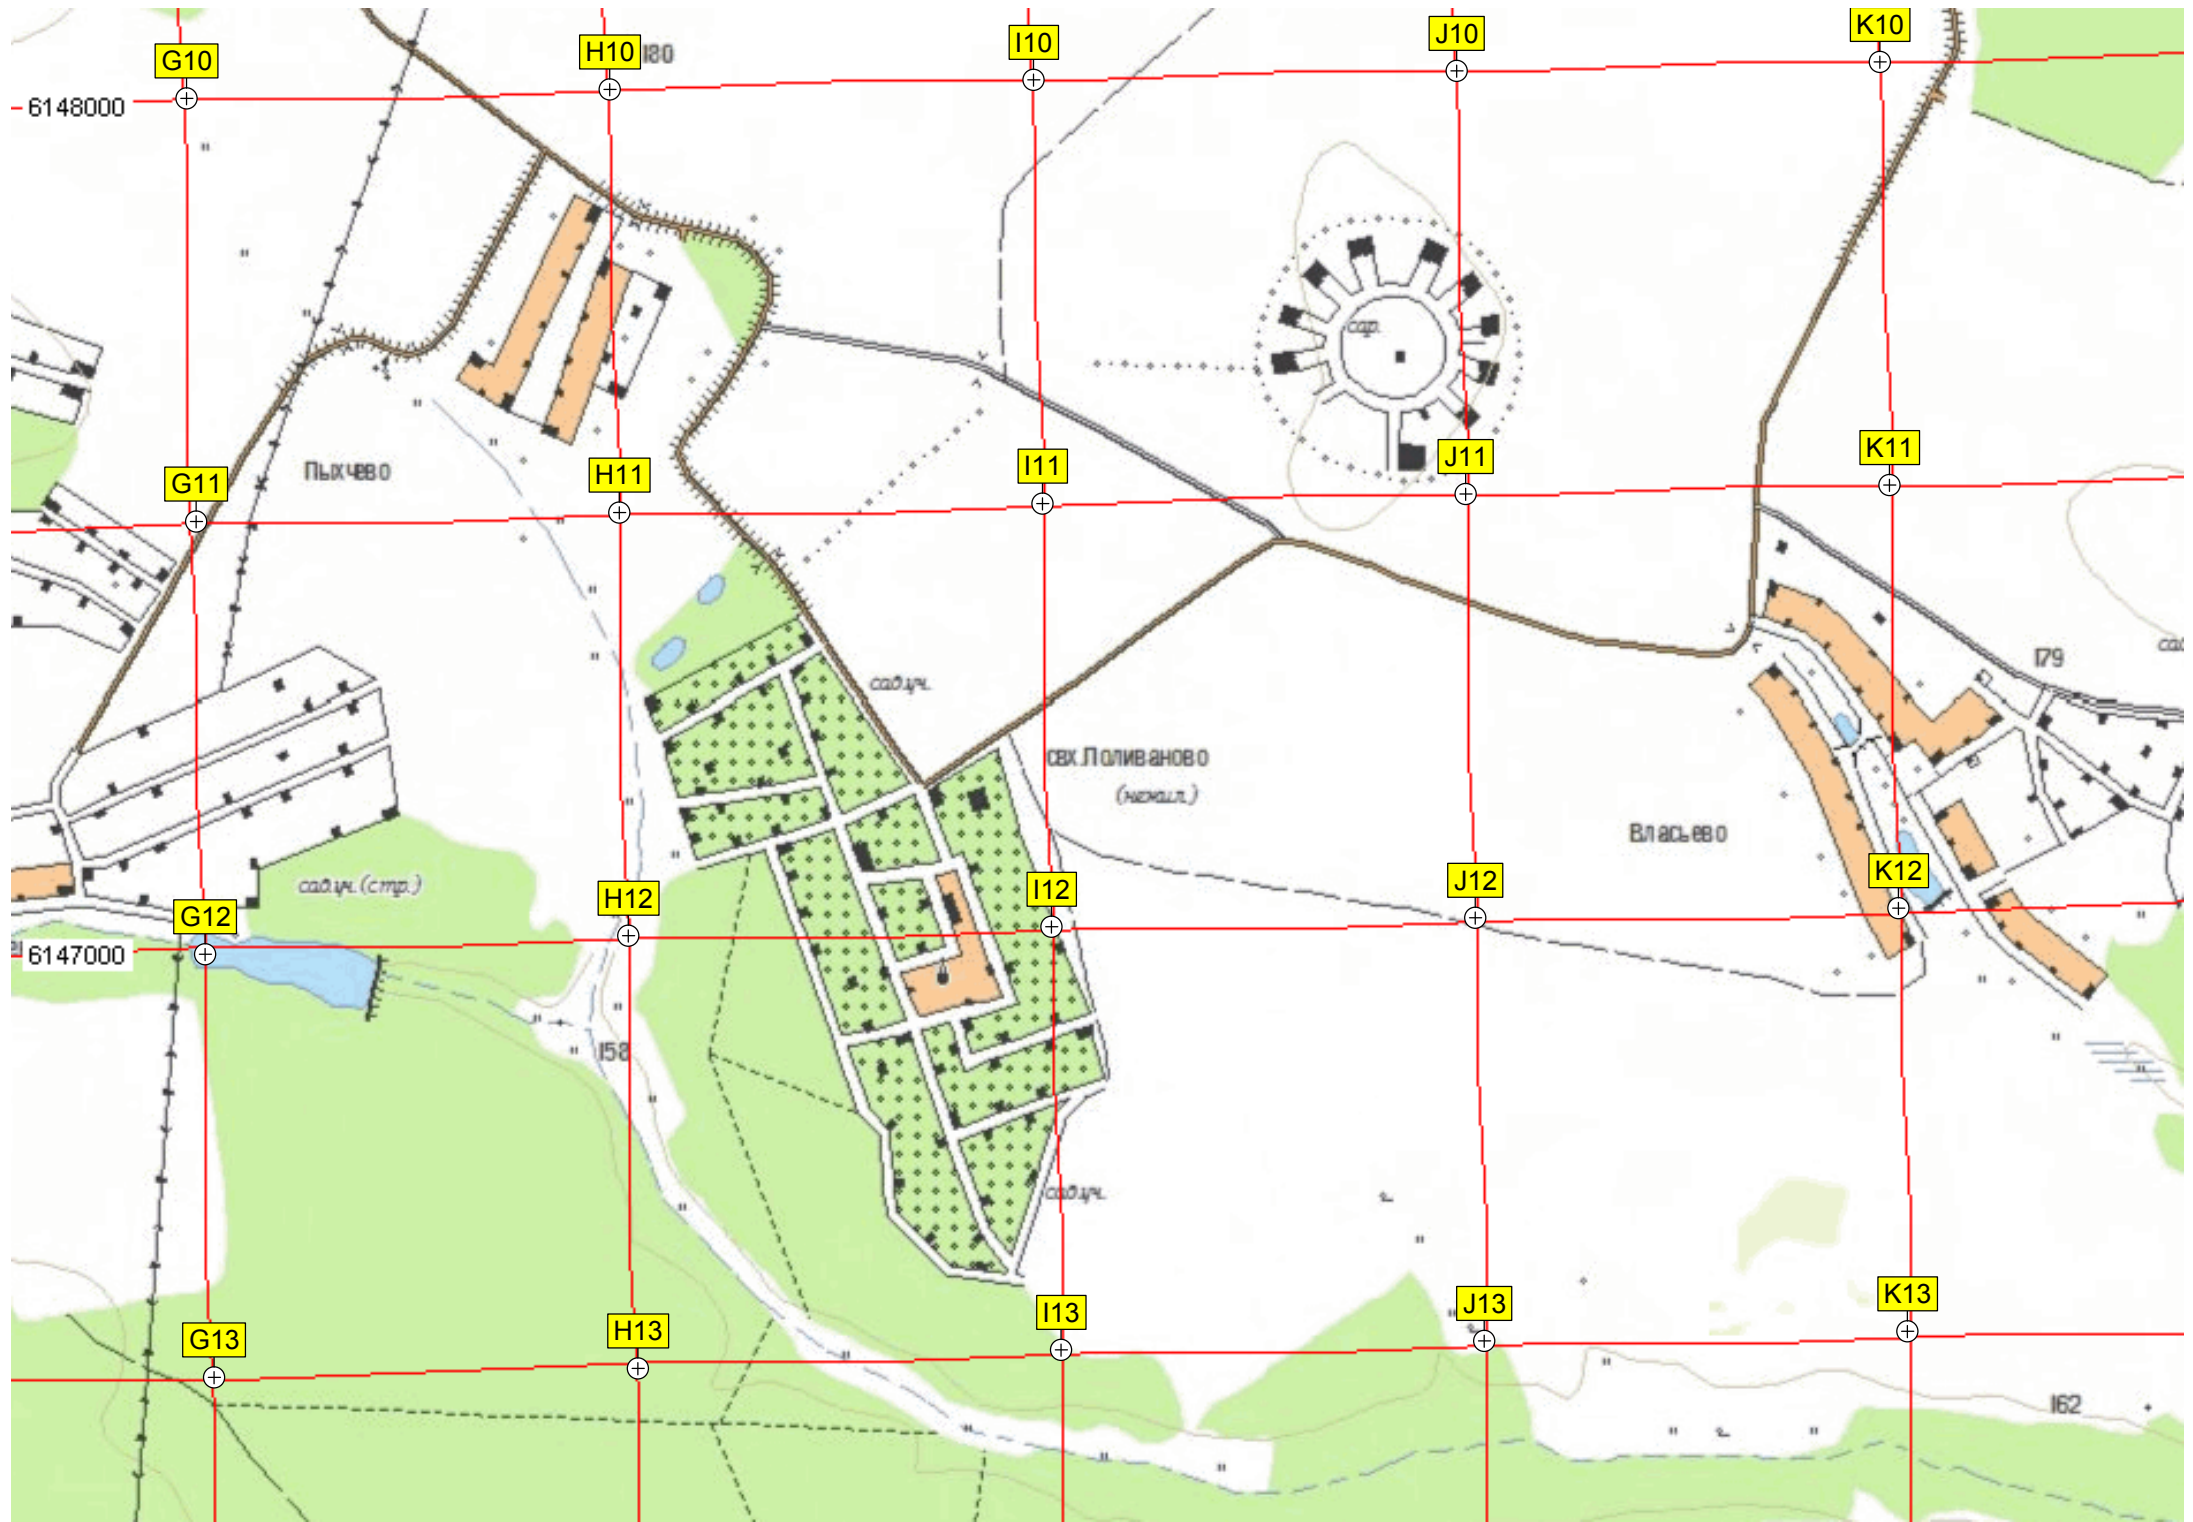 G10
H10
180
I10
J10
K10
6148000
сар.
Пыхчево
G11
H11
I11
J11
K11
сад.уч.
179
сад
свх.Поливаново
(нежил.)
Власьево
сад.уч.(стр.)
G12
H12
I12
J12
K12
6147000
158
сад.уч.
G13
H13
I13
J13
K13
162